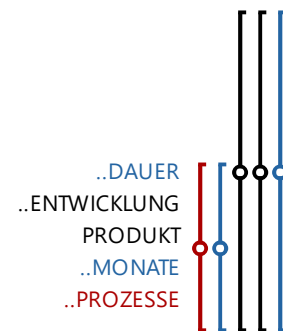 ..DAUER
..ENTWICKLUNG
PRODUKT
..MONATE
..PROZESSE